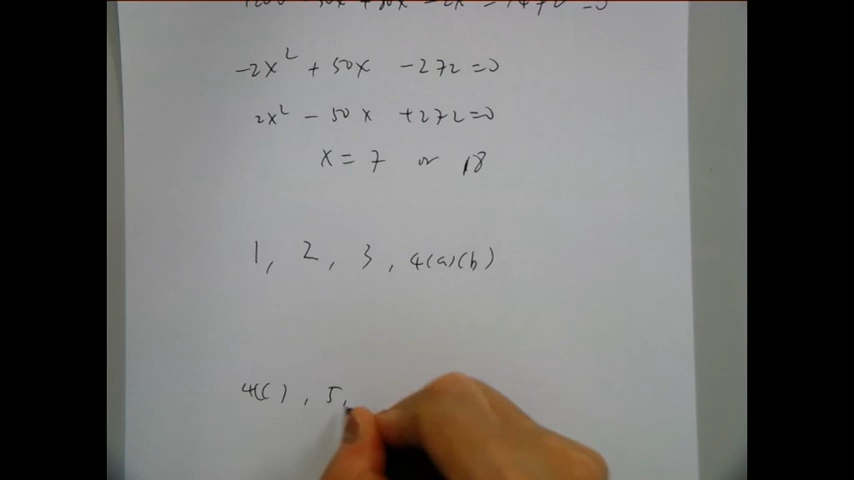 -2x² + 50x -272=0
2x² - 50x +272=0
x = 7 or 18
1, 2, 3, 4(a)(b)
4(c), 5,